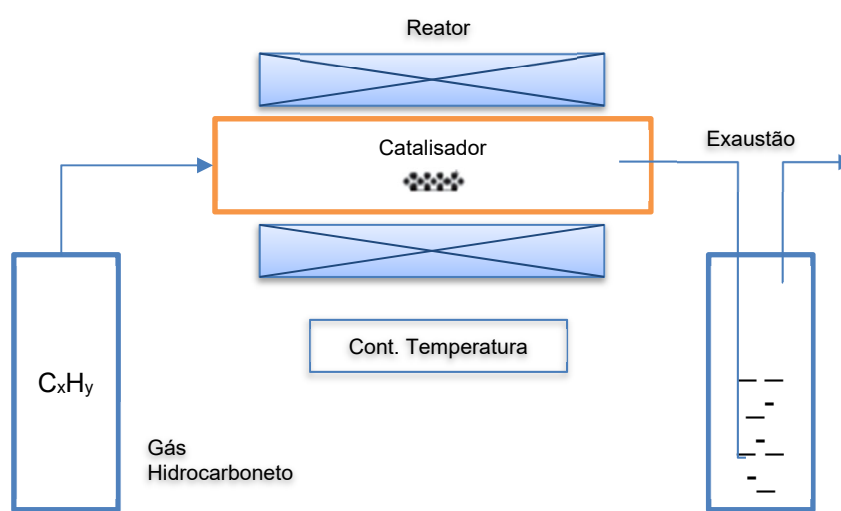 Reator
Catalisador
Exaustão
Cont. Temperatura
CxHy
Gás
Hidrocarboneto